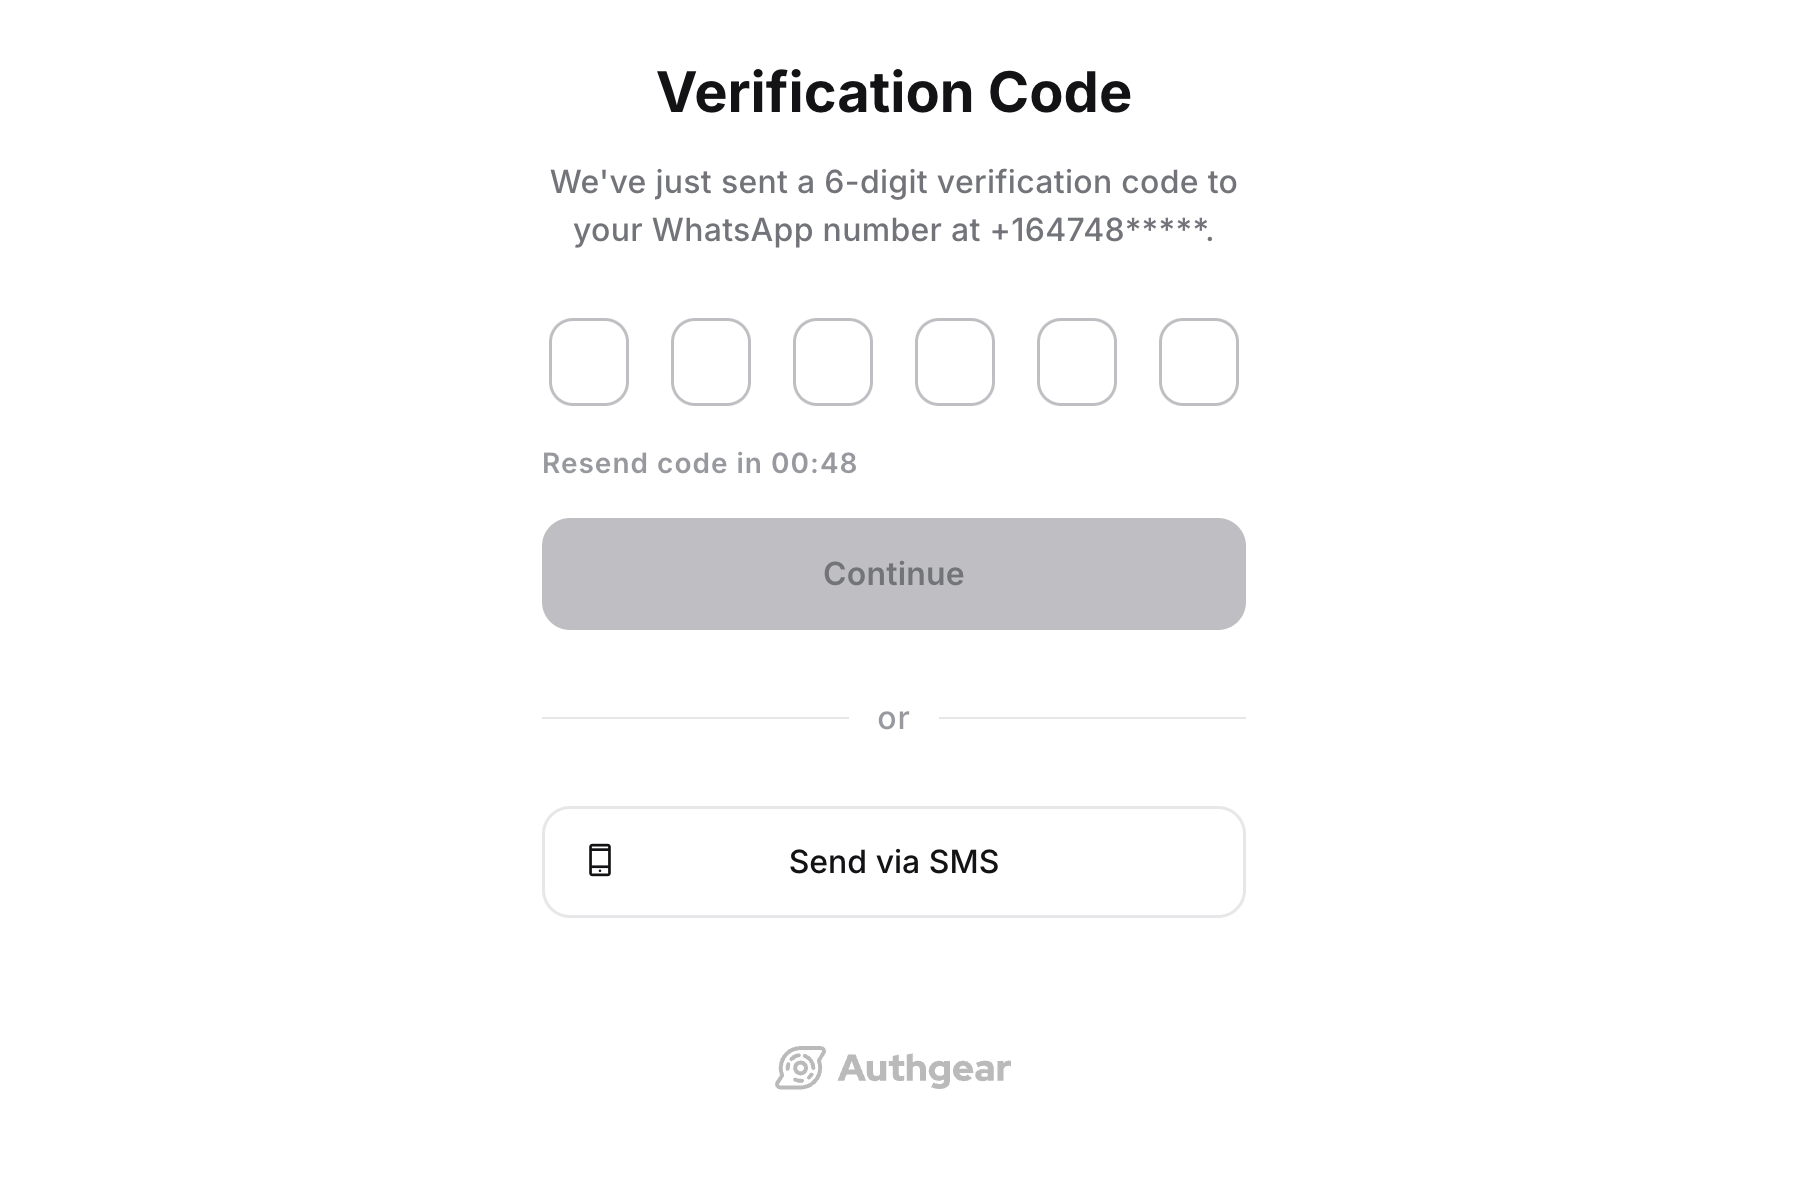 Verification Code
We've just sent a 6-digit verification code to
your WhatsApp number at +164748*****.
Resend code in 00:48
Continue
or
Send via SMS
Authgear